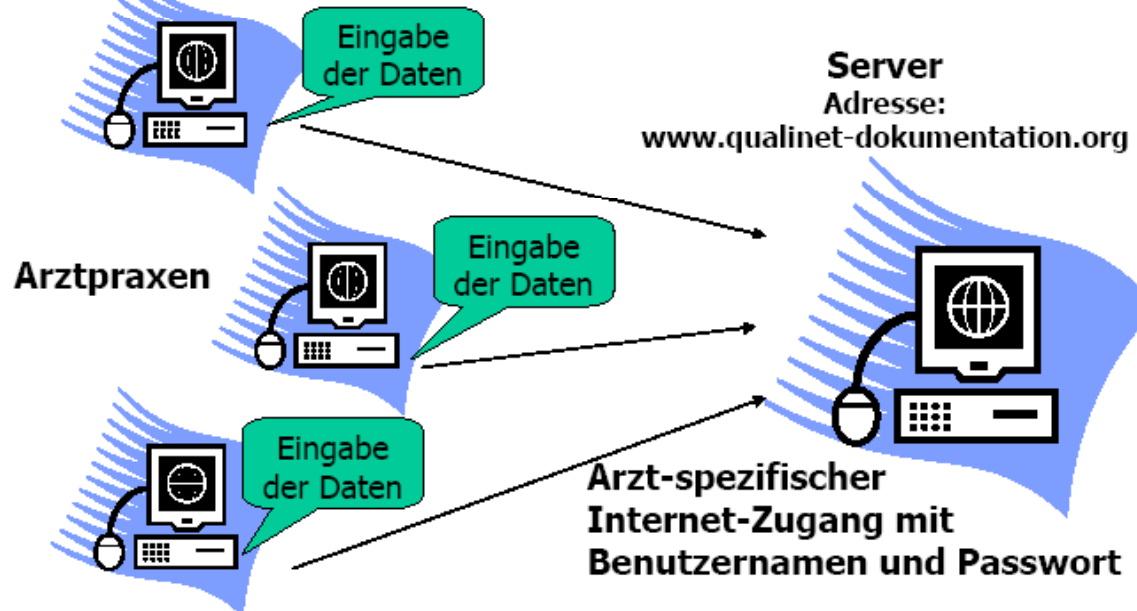 Eingabe
der Daten
Server
Adresse:
www.qualinet-dokumentation.org
Arztpraxen
Eingabe
der Daten
Eingabe
der Daten
Arzt-spezifischer
Internet-Zugang mit
Benutzernamen und Passwort